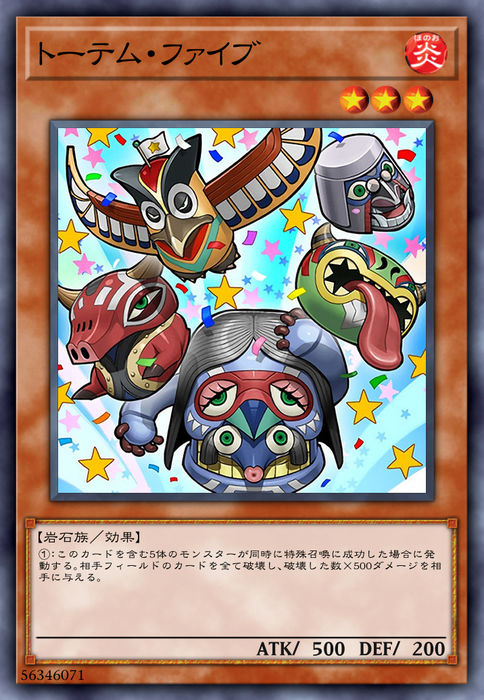 トーテム・ファイブ
ほのお
炎
【岩石族／効果】
①：このカードを含む5体のモンスターが同時に特殊召喚に成功した場合に発
動する。相手フィールドのカードを全て破壊し、破壊した数×500ダメージを相
手に与える。
ATK/ 500 DEF/ 200
56346071